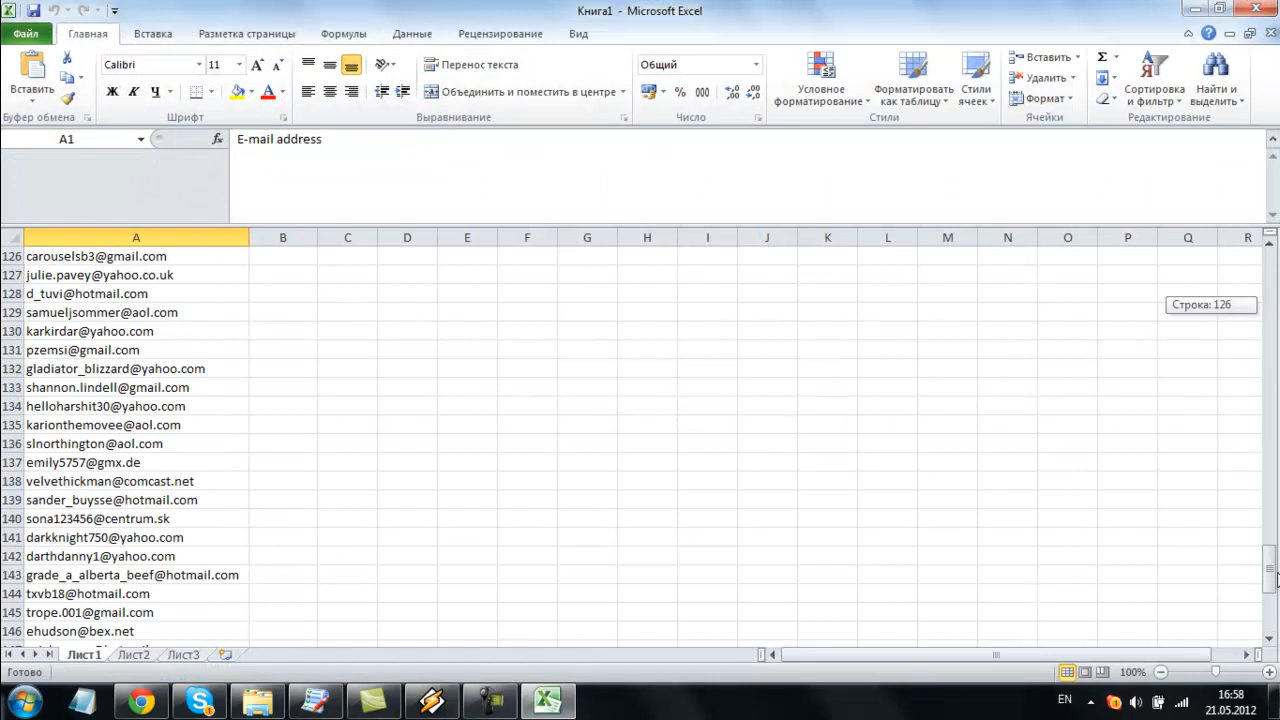 Книга1 - Microsoft Excel
Файл Главная Вставка Разметка страницы Формулы Данные Рецензирование Вид
Вставить
Буфер обмена
Calibri 11
Ж К Ч
Шрифт
Перенос текста
Объединить и поместить в центре
Выравнивание
Общий
% 000
Число
Условное форматирование
Форматировать как таблицу
Стили ячеек
Стили
Вставить
Удалить
Формат
Ячейки
Σ
Сортировка и фильтр
Найти и выделить
Редактирование
A1 fx E-mail address
A B C D E F G H I J K L M N O P Q R
126 carouselsb3@gmail.com
127 julie.pavey@yahoo.co.uk
128 d_tuvi@hotmail.com
Строка: 126
129 samueljsommer@aol.com
130 karkirdar@yahoo.com
131 pzemsi@gmail.com
132 gladiator_blizzard@yahoo.com
133 shannon.lindell@gmail.com
134 helloharshit30@yahoo.com
135 karionthemovee@aol.com
136 slnorthington@aol.com
137 emily5757@gmx.de
138 velvethickman@comcast.net
139 sander_buysse@hotmail.com
140 sona123456@centrum.sk
141 darkknight750@yahoo.com
142 darthdanny1@yahoo.com
143 grade_a_alberta_beef@hotmail.com
144 txvb18@hotmail.com
145 trope.001@gmail.com
146 ehudson@bex.net
Лист1 Лист2 Лист3
Готово
100%
EN
16:58
21.05.2012